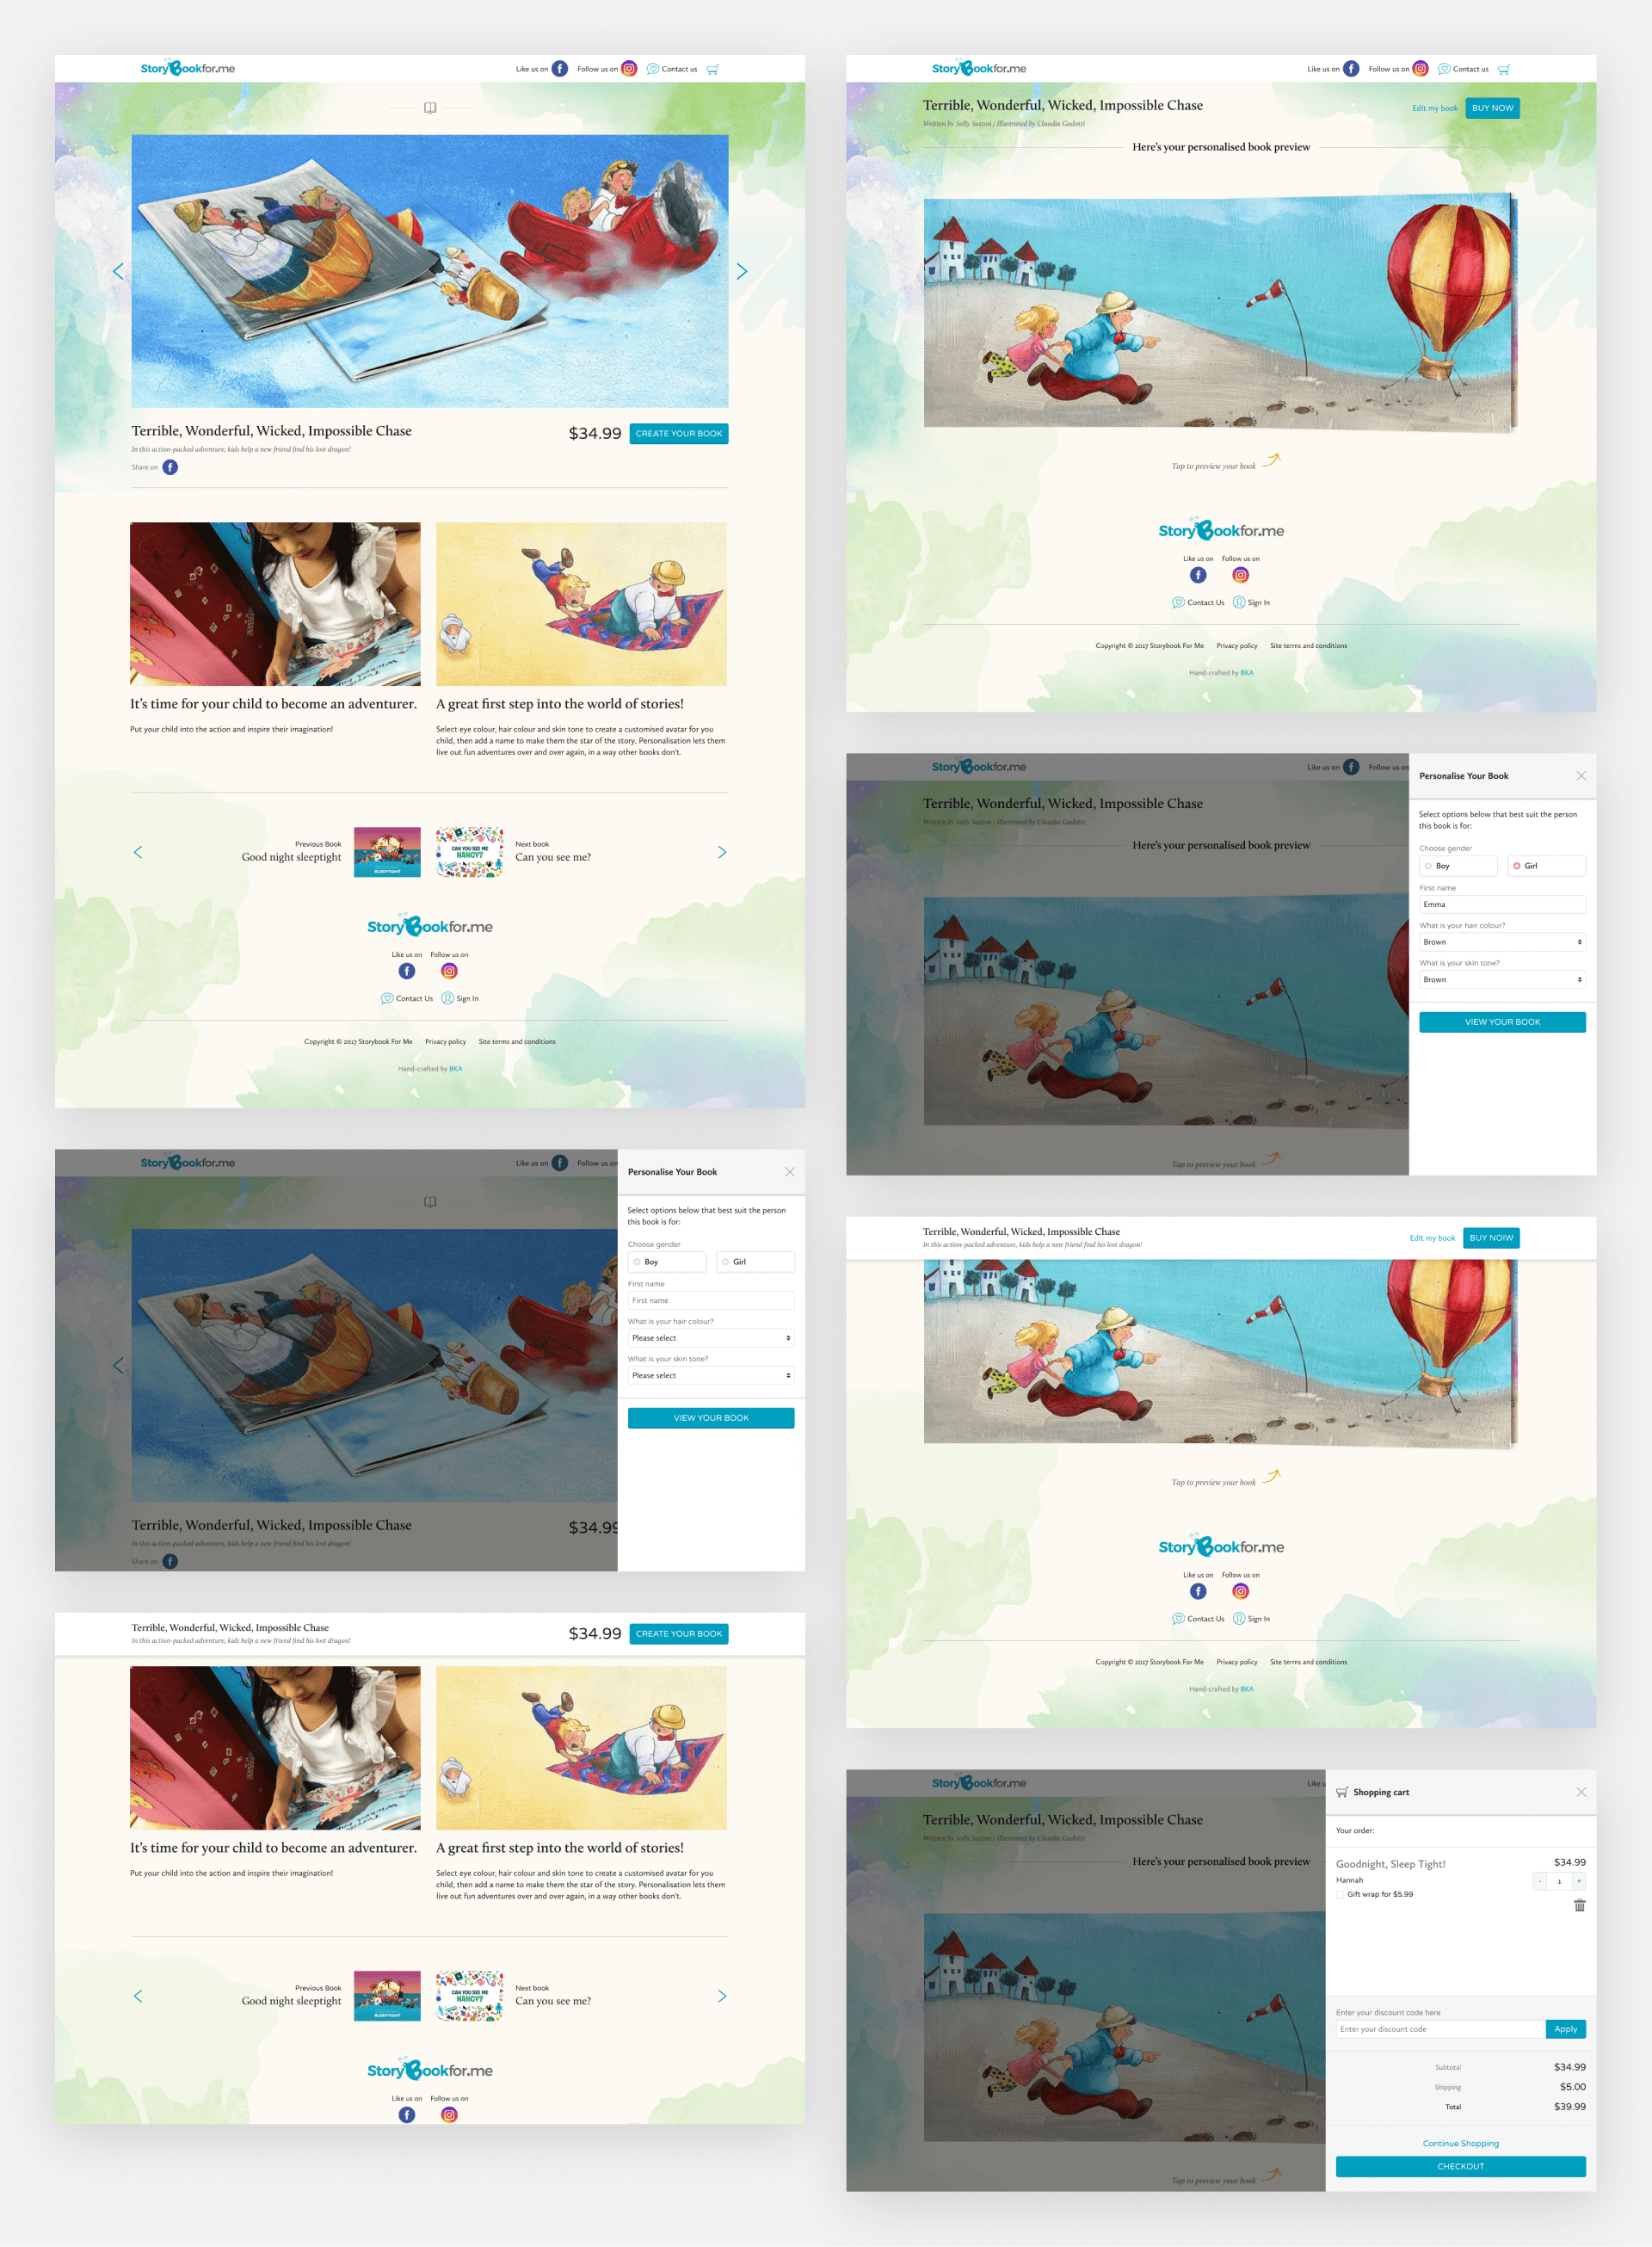 StoryBookfor.me
Like us on
Follow us on
Contact us
Terrible, Wonderful, Wicked, Impossible Chase
In this action-packed adventure, kids help a new friend find his lost dragon!
Share on
$34.99
CREATE YOUR BOOK
It's time for your child to become an adventurer.
Put your child into the action and inspire their imagination!
A great first step into the world of stories!
Select eye colour, hair colour and skin tone to create a customised avatar for you
child, then add a name to make them the star of the story. Personalisation lets them
live out fun adventures over and over again, in a way other books don't.
Previous Book
Good night sleeptight
SLEEPTIGHT
CAN YOU SEE ME
NANCY?
Next book
Can you see me?
StoryBookfor.me
Like us on
Follow us on
Contact Us
Sign In
Copyright © 2017 Storybook For Me
Privacy policy
Site terms and conditions
Hand-crafted by BKA
StoryBookfor.me
Like us on
Follow us on
Terrible, Wonderful, Wicked, Impossible Chase
In this action-packed adventure, kids help a new friend find his lost dragon!
Share on
$34.99
Personalise Your Book
Select options below that best suit the person
this book is for:
Choose gender
Boy
Girl
First name
First name
What is your hair colour?
Please select
What is your skin tone?
Please select
VIEW YOUR BOOK
Terrible, Wonderful, Wicked, Impossible Chase
In this action-packed adventure, kids help a new friend find his lost dragon!
$34.99
CREATE YOUR BOOK
It's time for your child to become an adventurer.
Put your child into the action and inspire their imagination!
A great first step into the world of stories!
Select eye colour, hair colour and skin tone to create a customised avatar for you
child, then add a name to make them the star of the story. Personalisation lets them
live out fun adventures over and over again, in a way other books don't.
Previous Book
Good night sleeptight
SLEEPTIGHT
CAN YOU SEE ME
NANCY?
Next book
Can you see me?
StoryBookfor.me
Like us on
Follow us on
StoryBookfor.me
Like us on
Follow us on
Contact us
Terrible, Wonderful, Wicked, Impossible Chase
Written by Sally Sutton / Illustrated by Claudia Gadotti
Edit my book
BUY NOW
Here's your personalised book preview
Tap to preview your book
StoryBookfor.me
Like us on
Follow us on
Contact Us
Sign In
Copyright © 2017 Storybook For Me
Privacy policy
Site terms and conditions
Hand-crafted by BKA
StoryBookfor.me
Like us on
Follow us on
Terrible, Wonderful, Wicked, Impossible Chase
Written by Sally Sutton / Illustrated by Claudia Gadotti
Here's your personalised book preview
Tap to preview your book
Personalise Your Book
Select options below that best suit the person
this book is for:
Choose gender
Boy
Girl
First name
Emma
What is your hair colour?
Brown
What is your skin tone?
Brown
VIEW YOUR BOOK
Terrible, Wonderful, Wicked, Impossible Chase
In this action-packed adventure, kids help a new friend find his lost dragon!
Edit my book
BUY NOIW
Tap to preview your book
StoryBookfor.me
Like us on
Follow us on
Contact Us
Sign In
Copyright © 2017 Storybook For Me
Privacy policy
Site terms and conditions
Hand-crafted by BKA
StoryBookfor.me
Like u
Terrible, Wonderful, Wicked, Impossible Chase
Written by Sally Sutton / Illustrated by Claudia Gadotti
Here's your personalised book preview
Tap to preview your book
Shopping cart
Your order:
Goodnight, Sleep Tight!
$34.99
Hannah
- 1 +
Gift wrap for $5.99
Enter your discount code here
Enter your discount code
Apply
Subtotal
$34.99
Shipping
$5.00
Total
$39.99
Continue Shopping
CHECKOUT